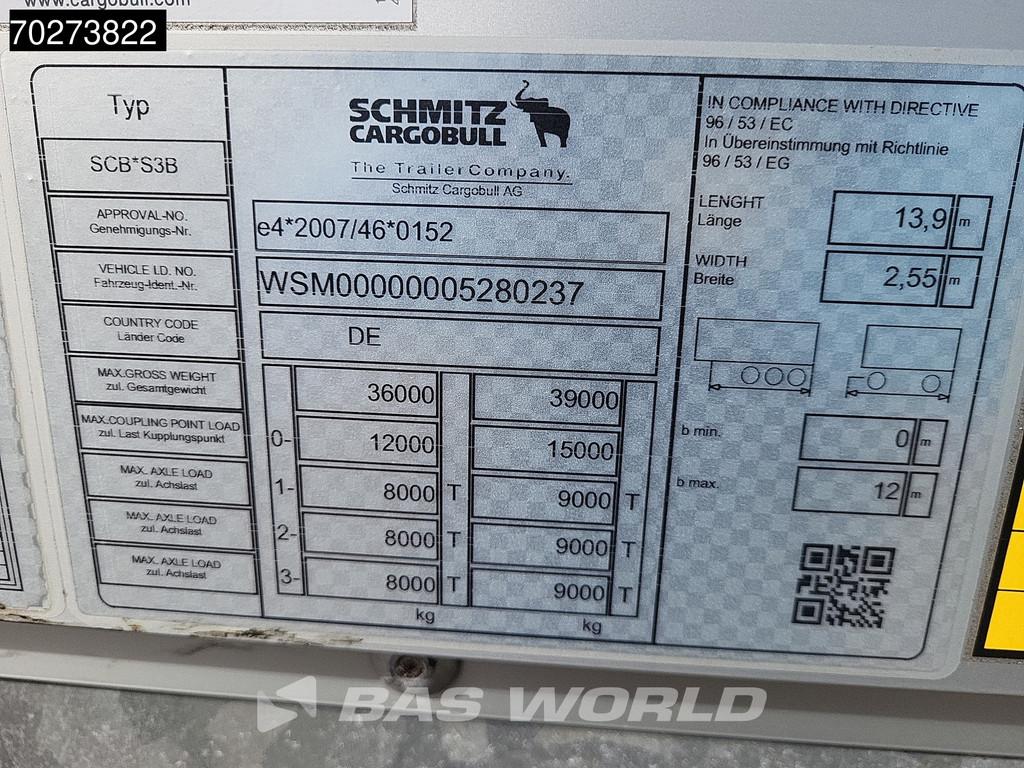 www.cargobull.com
70273822
Typ
SCB*S3B
SCHMITZ
CARGOBULL
The Trailer Company.
Schmitz Cargobull AG
APPROVAL-NO.
Genehmigungs-Nr.
e4*2007/46*0152
VEHICLE I.D. NO.
Fahrzeug-Ident.-Nr.
WSM00000005280237
COUNTRY CODE
Länder Code
DE
MAX.GROSS WEIGHT
zul. Gesamtgewicht
36000 39000
MAX.COUPLING POINT LOAD
zul. Last Kupplungspunkt
0- 12000 15000
MAX. AXLE LOAD
zul. Achslast
1- 8000 T 9000 T
MAX. AXLE LOAD
zul. Achslast
2- 8000 T 9000 T
MAX. AXLE LOAD
zul. Achslast
3- 8000 T 9000 T
kg kg
IN COMPLIANCE WITH DIRECTIVE
96 / 53 / EC
In Übereinstimmung mit Richtlinie
96 / 53 / EG
LENGHT
Länge
13,9 m
WIDTH
Breite
2,55 m
b min. 0 m
b max. 12 m
BAS WORLD